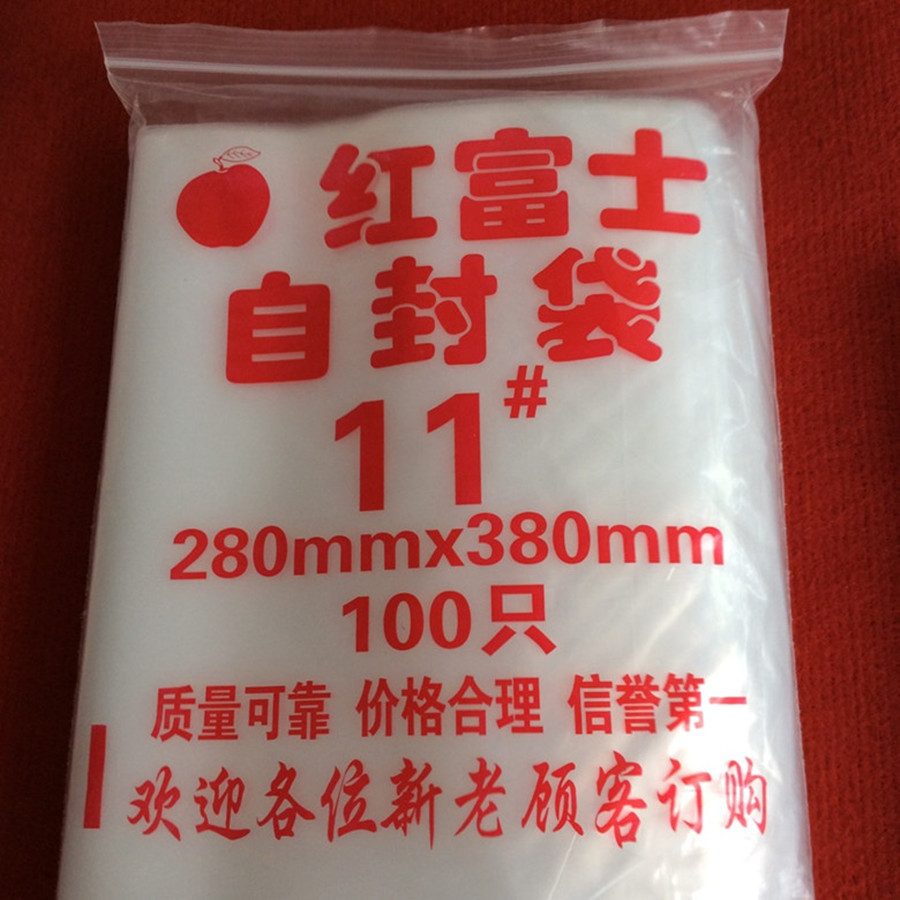 红富士
自封袋
11#
280mmx380mm
100只
质量可靠 价格合理 信誉第一
欢迎各位新老顾客订购